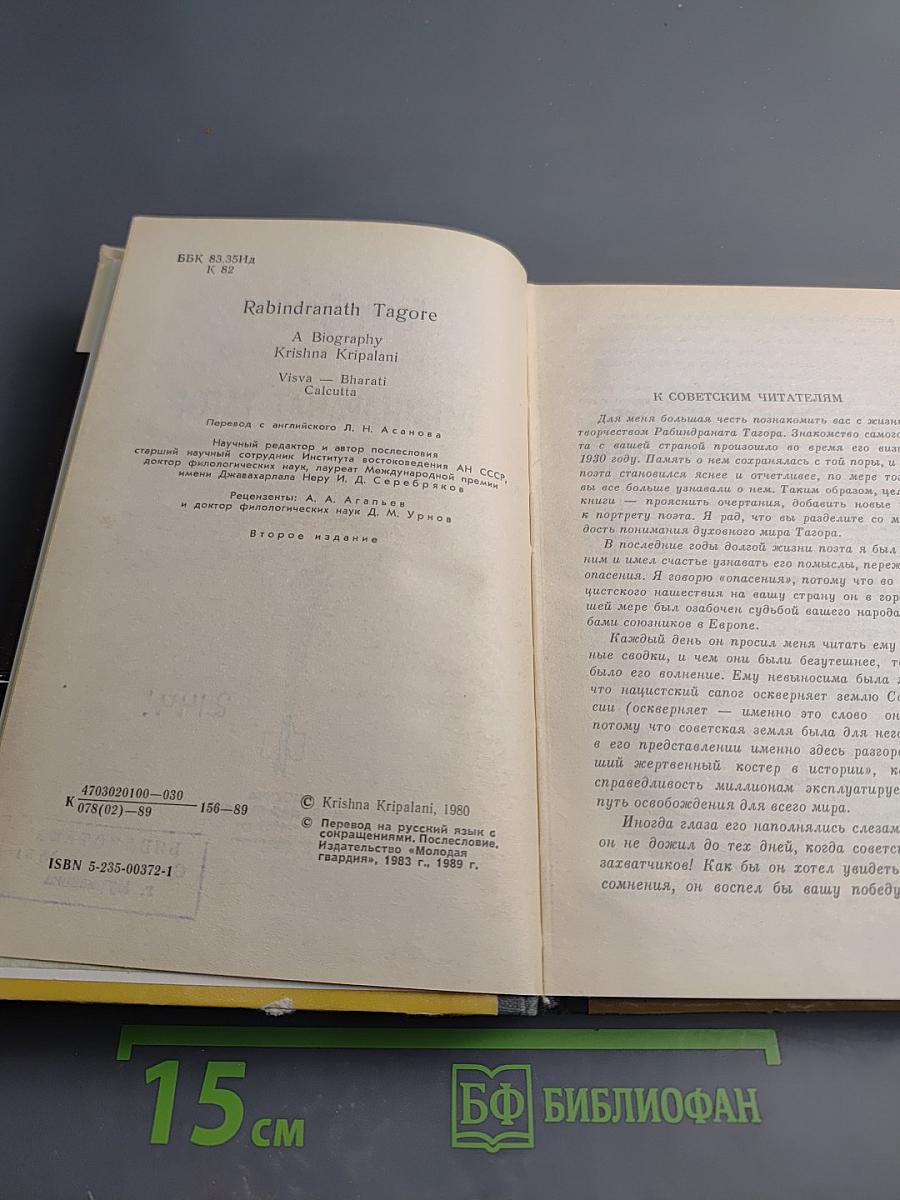 ББК 83.35Ид
К 82
Rabindranath Tagore
A Biography
Krishna Kripalani
Visva — Bharati
Calcutta
Перевод с английского Л. Н. Асанова
Научный редактор и автор послесловия
старший научный сотрудник Института востоковедения АН СССР,
доктор филологических наук, лауреат Международной премии
имени Джавахарлала Неру И. Д. Серебряков
Рецензенты: А. А. Агапьев
и доктор филологических наук Д. М. Урнов
Второе издание
К 4703020100—030
078(02)—89 156—89
ISBN 5-235-00372-1
© Krishna Kripalani, 1980
© Перевод на русский язык с
сокращениями. Послесловие.
Издательство «Молодая
гвардия», 1983 г., 1989 г.
К СОВЕТСКИМ ЧИТАТЕЛЯМ
Для меня большая честь познакомить вас с жизн
творчеством Рабиндраната Тагора. Знакомство самого
та с вашей страной произошло во время его визи
1930 году. Память о нем сохранялась с той поры, и
поэта становился яснее и отчетливее, по мере тог
вы все больше узнавали о нем. Таким образом, цел
книги — прояснить очертания, добавить новые
к портрету поэта. Я рад, что вы разделите со м
дость понимания духовного мира Тагора.
В последние годы долгой жизни поэта я был
ним и имел счастье узнавать его помыслы, переж
опасения. Я говорю «опасения», потому что во
цистского нашествия на вашу страну он в гора
шей мере был озабочен судьбой вашего народа
бами союзников в Европе.
Каждый день он просил меня читать ему
ные сводки, и чем они были безутешнее, т
было его волнение. Ему невыносима была
что нацистский сапог оскверняет землю Со
сии (оскверняет — именно это слово он
потому что советская земля была для него
в его представлении именно здесь разгоре
ший жертвенный костер в истории», ко
справедливость миллионам эксплуатируе
путь освобождения для всего мира.
Иногда глаза его наполнялись слезам
он не дожил до тех дней, когда советск
захватчиков! Как бы он хотел увидеть
сомнения, он воспел бы вашу победу
15 см
БФ БИБЛИОФАН